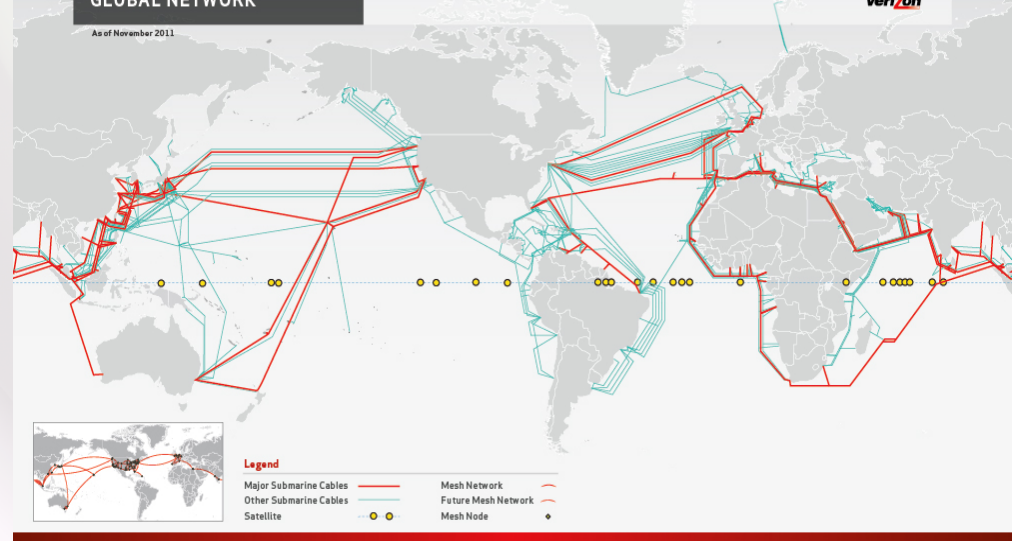 GLOBAL NETWORK
verizon
As of November 2011
Legend
Major Submarine Cables
Other Submarine Cables
Satellite
Mesh Network
Future Mesh Network
Mesh Node